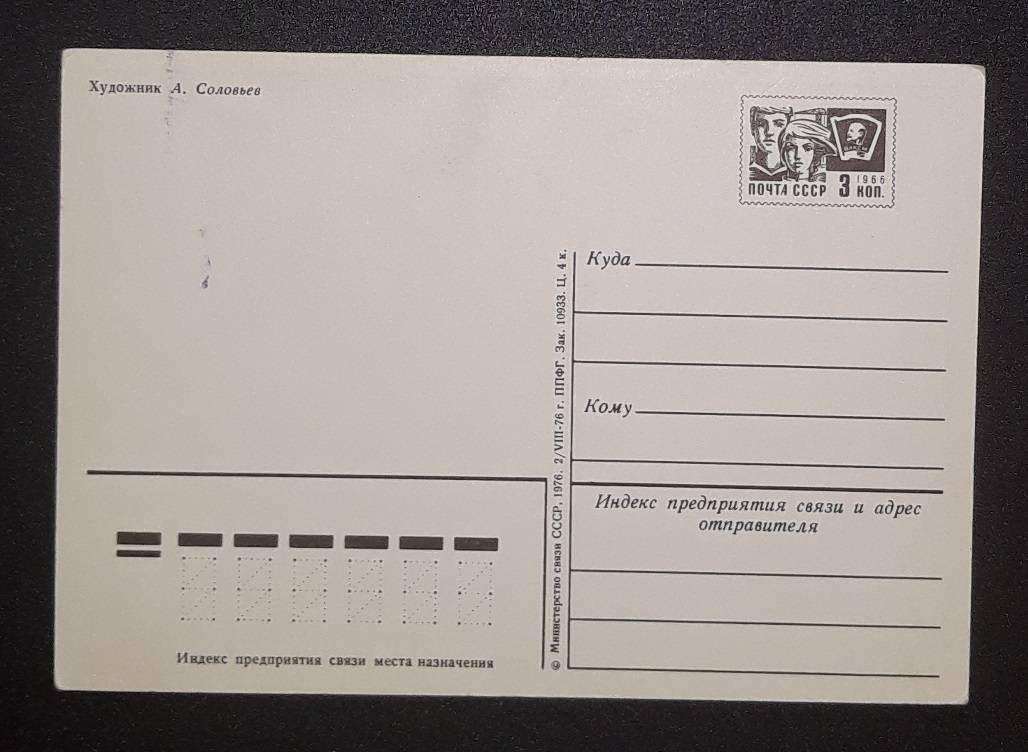 Художник А. Соловьев
ВЛКСМ
1966
ПОЧТА СССР 3 КОП.
Куда
Кому
© Министерство связи СССР, 1976. 2/VIII-76 г. ППФГ. Зак. 10933. Ц. 4 к.
Индекс предприятия связи и адрес
отправителя
Индекс предприятия связи места назначения